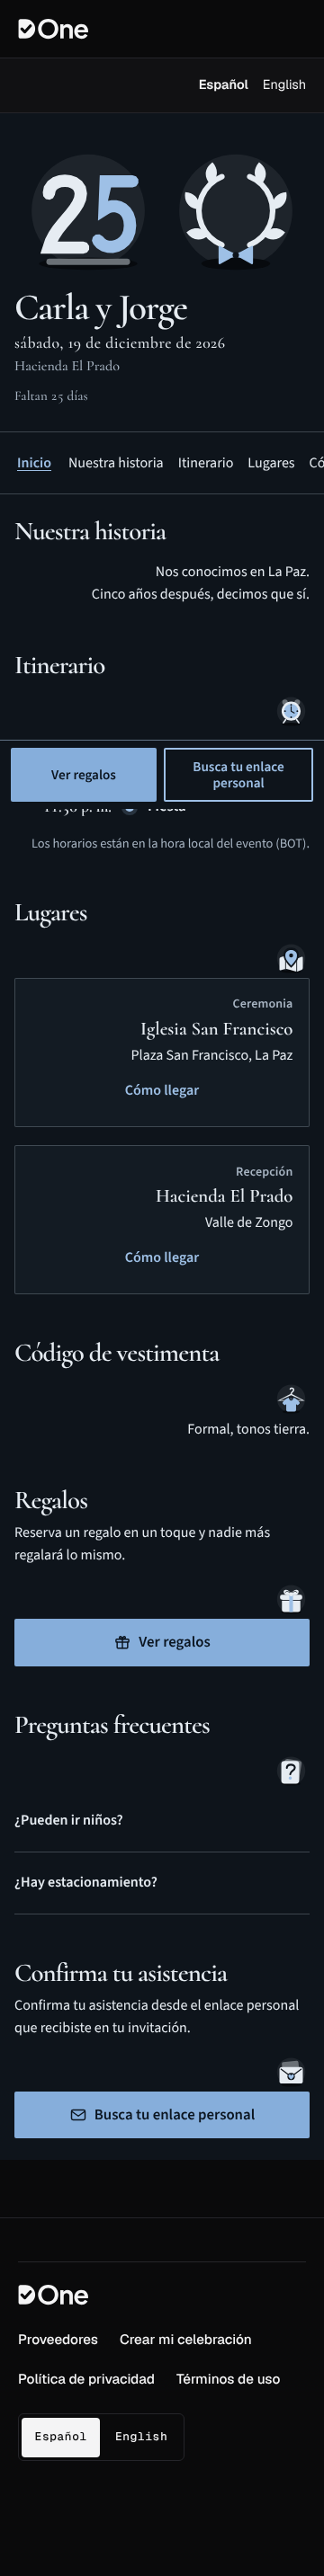 DOne
Español English
25
Carla y Jorge
sábado, 19 de diciembre de 2026
Hacienda El Prado
Faltan 25 días
Inicio Nuestra historia Itinerario Lugares Có
Nuestra historia
Nos conocimos en La Paz.
Cinco años después, decimos que sí.
Itinerario
Ver regalos
Busca tu enlace
personal
Los horarios están en la hora local del evento (BOT).
Lugares
Ceremonia
Iglesia San Francisco
Plaza San Francisco, La Paz
Cómo llegar
Recepción
Hacienda El Prado
Valle de Zongo
Cómo llegar
Código de vestimenta
Formal, tonos tierra.
Regalos
Reserva un regalo en un toque y nadie más
regalará lo mismo.
Ver regalos
Preguntas frecuentes
?
¿Pueden ir niños?
¿Hay estacionamiento?
Confirma tu asistencia
Confirma tu asistencia desde el enlace personal
que recibiste en tu invitación.
Busca tu enlace personal
DOne
Proveedores Crear mi celebración
Política de privacidad Términos de uso
Español English